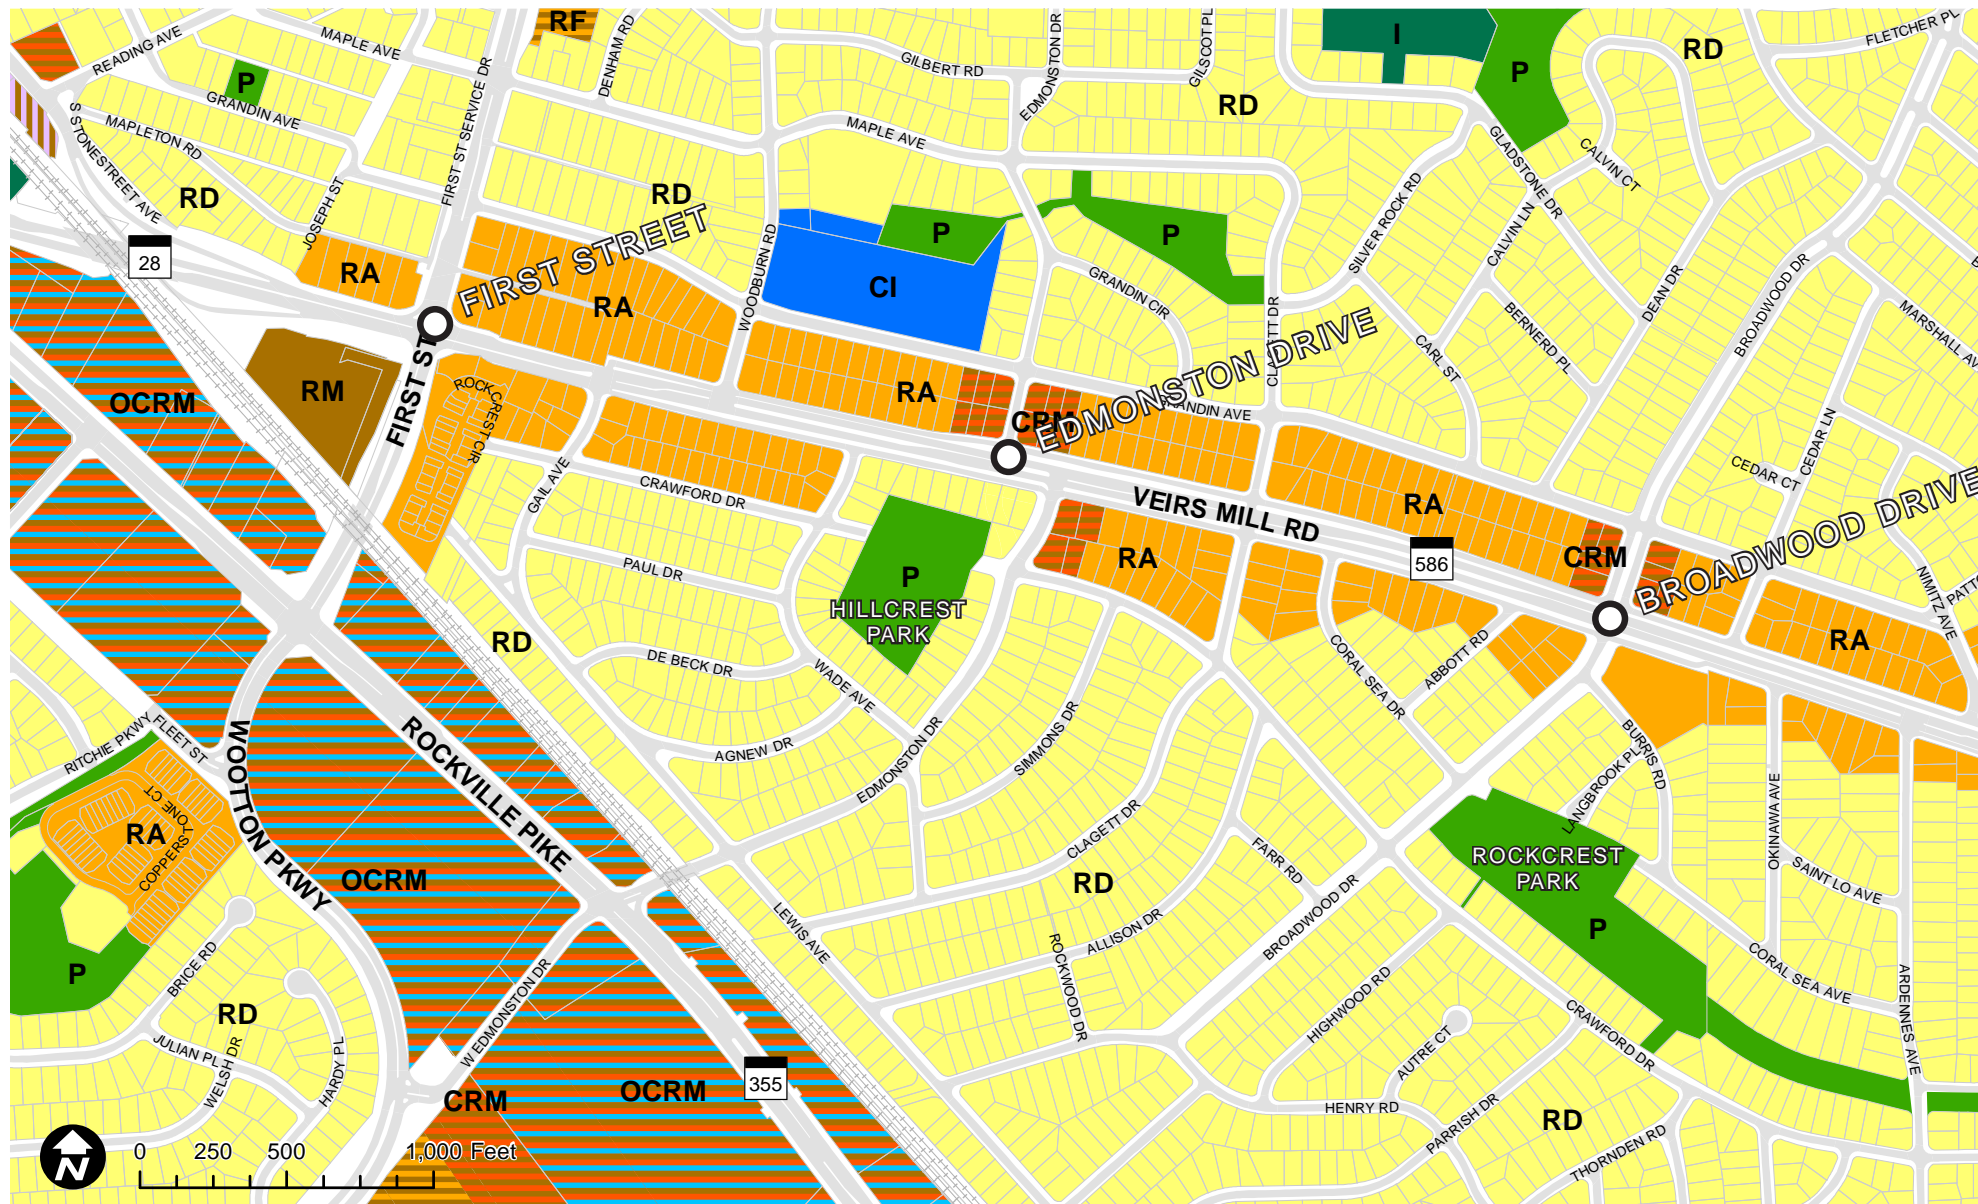 RF
I
RD
FLETCHER PL
READING AVE
MAPLE AVE
DENHAM RD
GILBERT RD
EDMONSTON DR
GILSCOT PL
P
P
RD
GRANDIN AVE
FIRST ST SERVICE DR
S STONESTREET AVE
MAPLETON RD
MAPLE AVE
GLADSTONE DR
CALVIN CT
RD
RD
JOSEPH ST
SILVER ROCK RD
CALVIN LN
28
RA
FIRST STREET
RA
WOODBURN RD
P
CI
P
GRANDIN CIR
CLAGETT DR
DEAN DR
BROADWOOD DR
BERNERD PL
MARSHALL AVE
CARL ST
EDMONSTON DRIVE
FIRST ST
OCRM
RM
ROCK CREST CIR
RA
CRM
GRANDIN AVE
CEDAR LN
CEDAR CT
GAIL AVE
CRAWFORD DR
VEIRS MILL RD
RA
586
CRM
BROADWOOD DRIVE
PAUL DR
P
HILLCREST
PARK
RA
NIMITZ AVE
RD
DE BECK DR
WADE AVE
CORAL SEA DR
ABBOTT RD
RA
RITCHIE PKWY
FLEET ST
WOOTTON PKWY
ROCKVILLE PIKE
AGNEW DR
EDMONSTON DR
SIMMONS DR
BURRIS RD
LANGBROOK PL
OKINAWA AVE
RA
COPPERSTONE CT
CLAGETT DR
FARR RD
ROCKCREST
PARK
SAINT LO AVE
OCRM
RD
P
LEWIS AVE
ALLISON DR
ROCKWOOD DR
BROADWOOD DR
CORAL SEA AVE
P
BRICE RD
RD
W EDMONSTON DR
HIGHWOOD RD
CRAWFORD DR
ARDENNES AVE
JULIAN PL
WELSH DR
HARDY PL
AUTRE CT
CRM
OCRM
355
HENRY RD
PARRISH DR
RD
THORNDEN RD
N
0 250 500 1,000 Feet